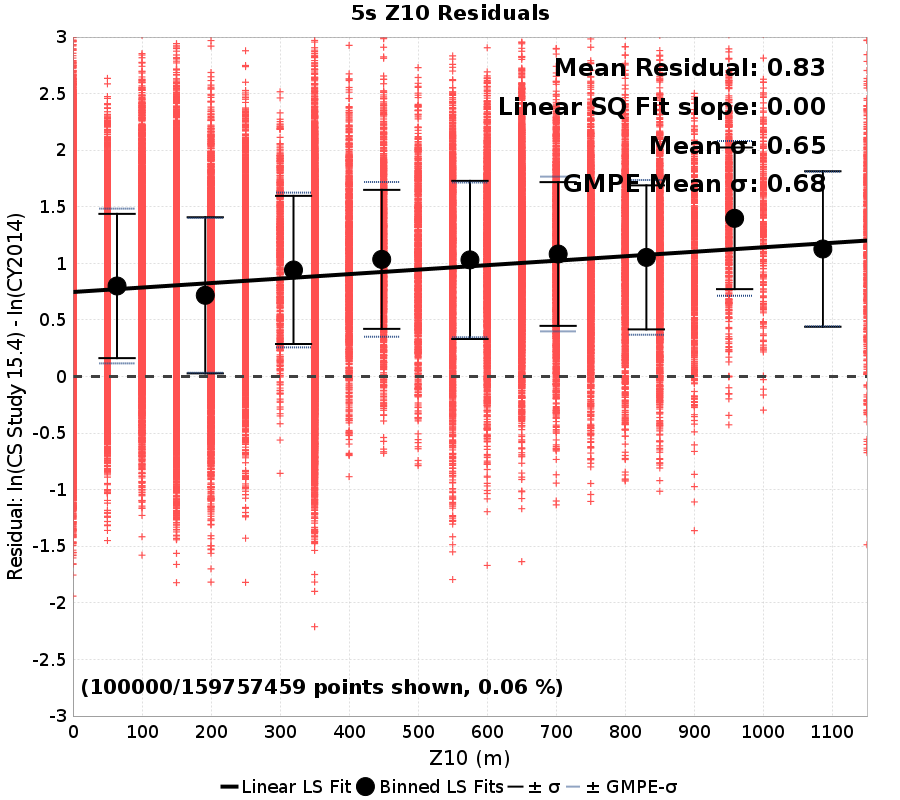 5s Z10 Residuals
Mean Residual: 0.83
Linear SQ Fit slope: 0.00
Mean σ: 0.65
GMPE Mean σ: 0.68
Residual: ln(CS Study 15.4) - ln(CY2014)
3
2.5
2
1.5
1
0.5
0
-0.5
-1
-1.5
-2
-2.5
-3
(100000/159757459 points shown, 0.06 %)
0 100 200 300 400 500 600 700 800 900 1000 1100
Z10 (m)
Linear LS Fit Binned LS Fits ± σ ± GMPE-σ